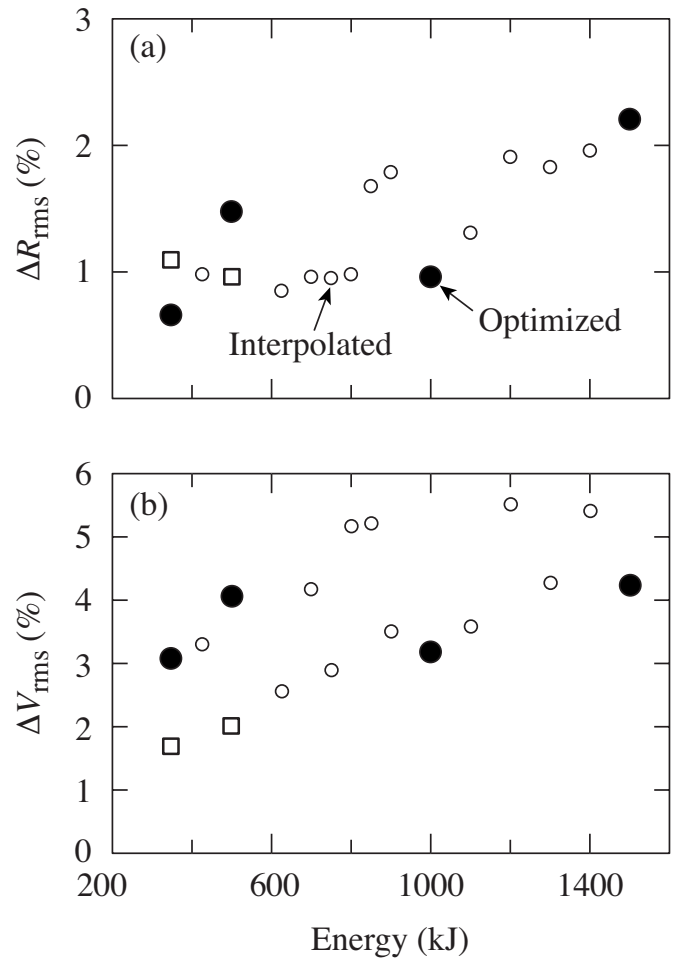 3
(a)
2
ΔRrms (%)
1
Optimized
Interpolated
0
6
(b)
5
4
ΔVrms (%)
3
2
1
0
200 600 1000 1400
Energy (kJ)